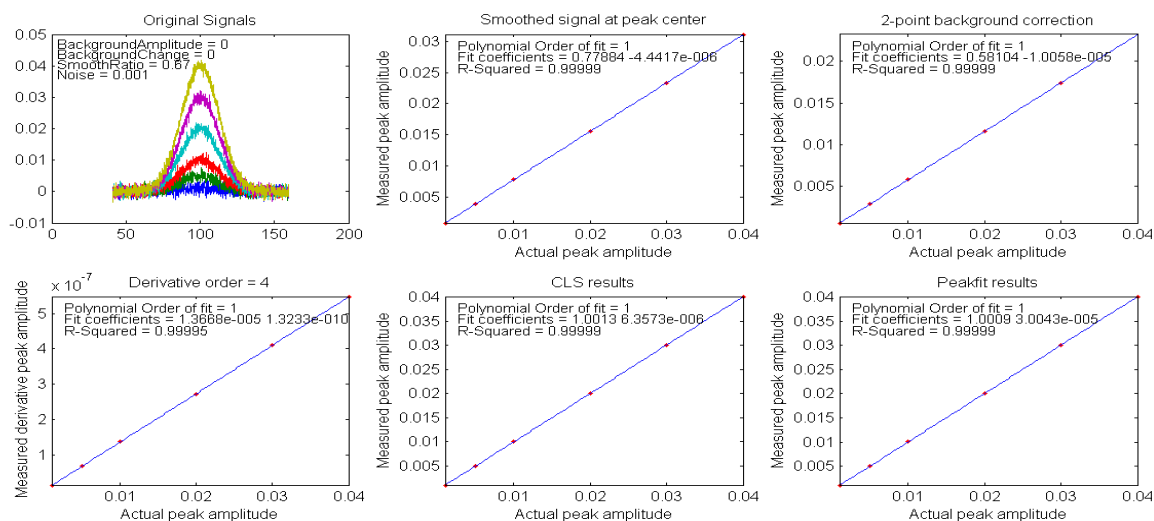 Original Signals
BackgroundAmplitude = 0
BackgroundChange = 0
SmoothRatio = 0.67
Noise = 0.001
0.05
0.04
0.03
0.02
0.01
0
-0.01
0
50
100
150
200
Smoothed signal at peak center
Polynomial Order of fit = 1
Fit coefficients = 0.77884 -4.4417e-006
R-Squared = 0.99999
Measured peak amplitude
0.03
0.025
0.02
0.015
0.01
0.005
0.01
0.02
0.03
0.04
Actual peak amplitude
2-point background correction
Polynomial Order of fit = 1
Fit coefficients = 0.58104 -1.0058e-005
R-Squared = 0.99999
Measured peak amplitude
0.02
0.015
0.01
0.005
0.01
0.02
0.03
0.04
Actual peak amplitude
x 10-7
Derivative order = 4
Polynomial Order of fit = 1
Fit coefficients = 1.3668e-005 1.3233e-010
R-Squared = 0.99995
Measured derivative peak amplitude
5
4
3
2
1
0.01
0.02
0.03
0.04
Actual peak amplitude
CLS results
Polynomial Order of fit = 1
Fit coefficients = 1.0013 6.3573e-006
R-Squared = 0.99999
Measured peak amplitude
0.04
0.035
0.03
0.025
0.02
0.015
0.01
0.005
0.01
0.02
0.03
0.04
Actual peak amplitude
Peakfit results
Polynomial Order of fit = 1
Fit coefficients = 1.0009 3.0043e-005
R-Squared = 0.99999
Measured peak amplitude
0.04
0.035
0.03
0.025
0.02
0.015
0.01
0.005
0.01
0.02
0.03
0.04
Actual peak amplitude